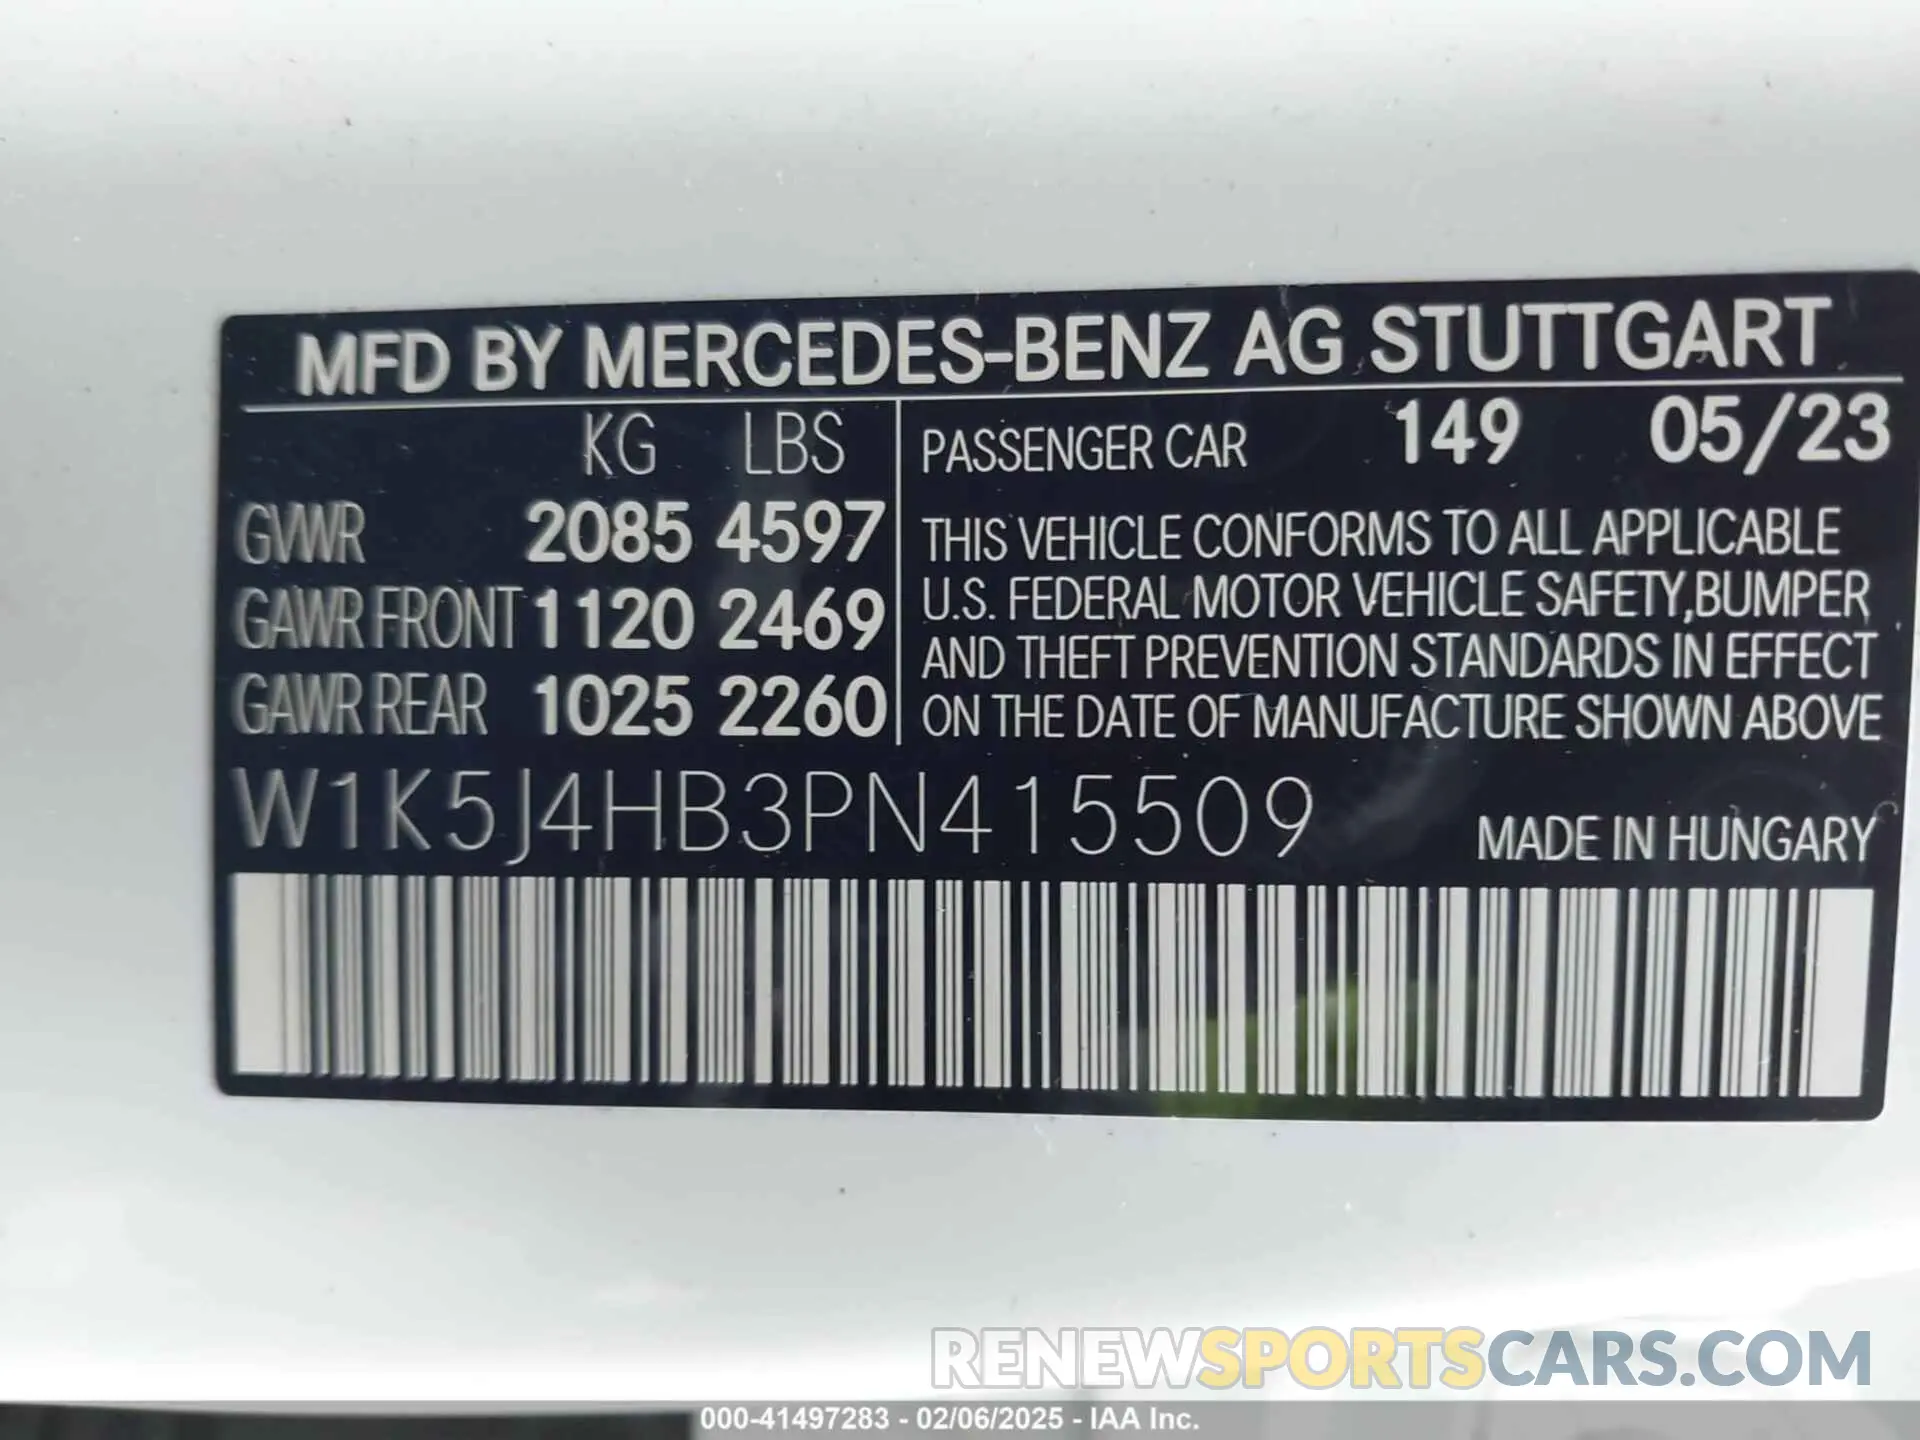 MFD BY MERCEDES-BENZ AG STUTTGART
KG LBS
GVWR 2085 4597
GAWR FRONT 1120 2469
GAWR REAR 1025 2260
PASSENGER CAR 149 05/23
THIS VEHICLE CONFORMS TO ALL APPLICABLE
U.S. FEDERAL MOTOR VEHICLE SAFETY,BUMPER
AND THEFT PREVENTION STANDARDS IN EFFECT
ON THE DATE OF MANUFACTURE SHOWN ABOVE
W1K5J4HB3PN415509
MADE IN HUNGARY
RENEWSPORTSCARS.COM
000-41497283 - 02/06/2025 - IAA Inc.